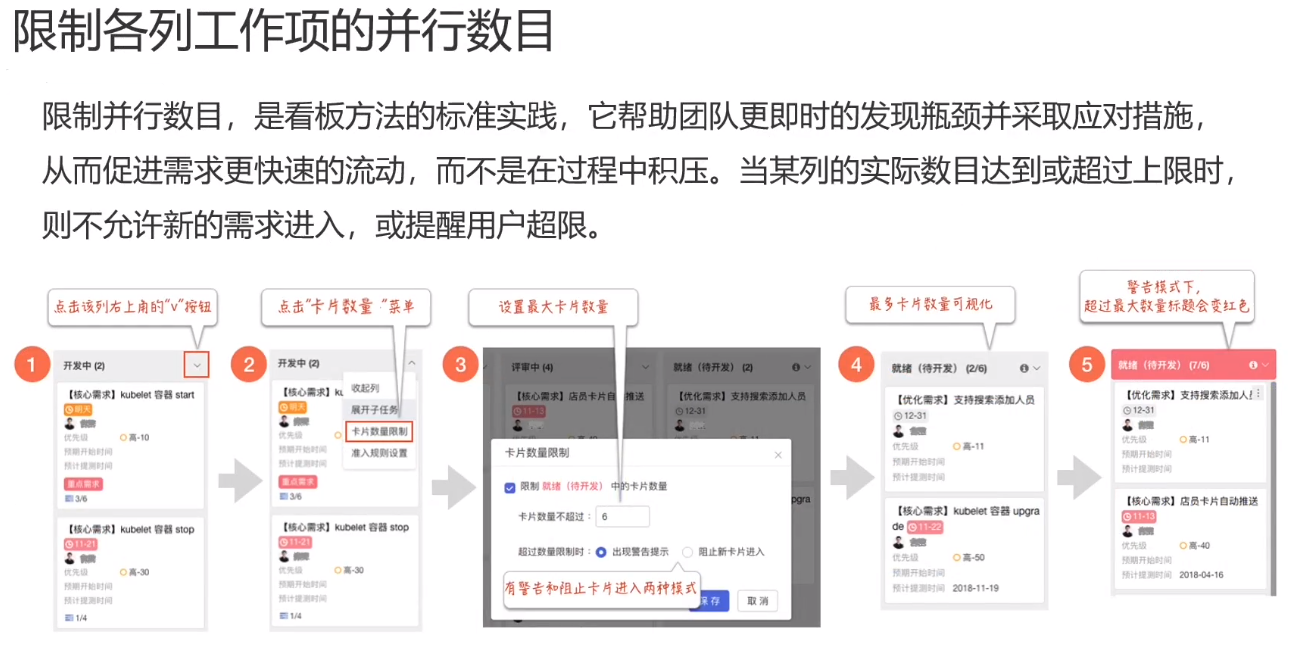 限制各列工作项的并行数目
限制并行数目，是看板方法的标准实践，它帮助团队更即时的发现瓶颈并采取应对措施，
从而促进需求更快速的流动，而不是在过程中积压。当某列的实际数目达到或超过上限时，
则不允许新的需求进入，或提醒用户超限。
点击该列右上角的"v"按钮
1
开发中 (2)
【核心需求】kubelet 容器 start
明天
优先级 高-10
预期开始时间
预计提测时间
重点需求
3/6
【核心需求】kubelet 容器 stop
11-21
优先级 高-30
预期开始时间
预计提测时间
1/4
点击"卡片数量"菜单
2
开发中 (2)
【核心需求】
明天
优先级
预期开始时间
预计提测时间
重点需求
3/6
收起列
展开子任务
卡片数量限制
准入规则设置
【核心需求】kubelet 容器 stop
11-21
优先级 高-30
预期开始时间
预计提测时间
1/4
设置最大卡片数量
3
评审中 (4)
就绪（待开发） (2)
【核心需求】店员卡片自动推送
11-13
【优化需求】支持搜索添加人员
12-31
卡片数量限制
限制 就绪（待开发） 中的卡片数量
卡片数量不超过： 6
超过数量限制时： 出现警告提示 阻止新卡片进入
有警告和阻止卡片进入两种模式
保存 取消
upgra
最多卡片数量可视化
4
就绪（待开发） (2/6)
【优化需求】支持搜索添加人员
12-31
优先级 高-11
预期开始时间
预计提测时间
【核心需求】kubelet 容器 upgra
de 11-22
优先级 高-50
预期开始时间
预计提测时间 2018-11-19
警告模式下，
超过最大数量标题会变红色
5
就绪（待开发） (7/6)
【优化需求】支持搜索添加人员
12-31
优先级 高-11
预期开始时间
预计提测时间
【核心需求】店员卡片自动推送
11-13
优先级 高-40
预期开始时间
预计提测时间 2018-04-16